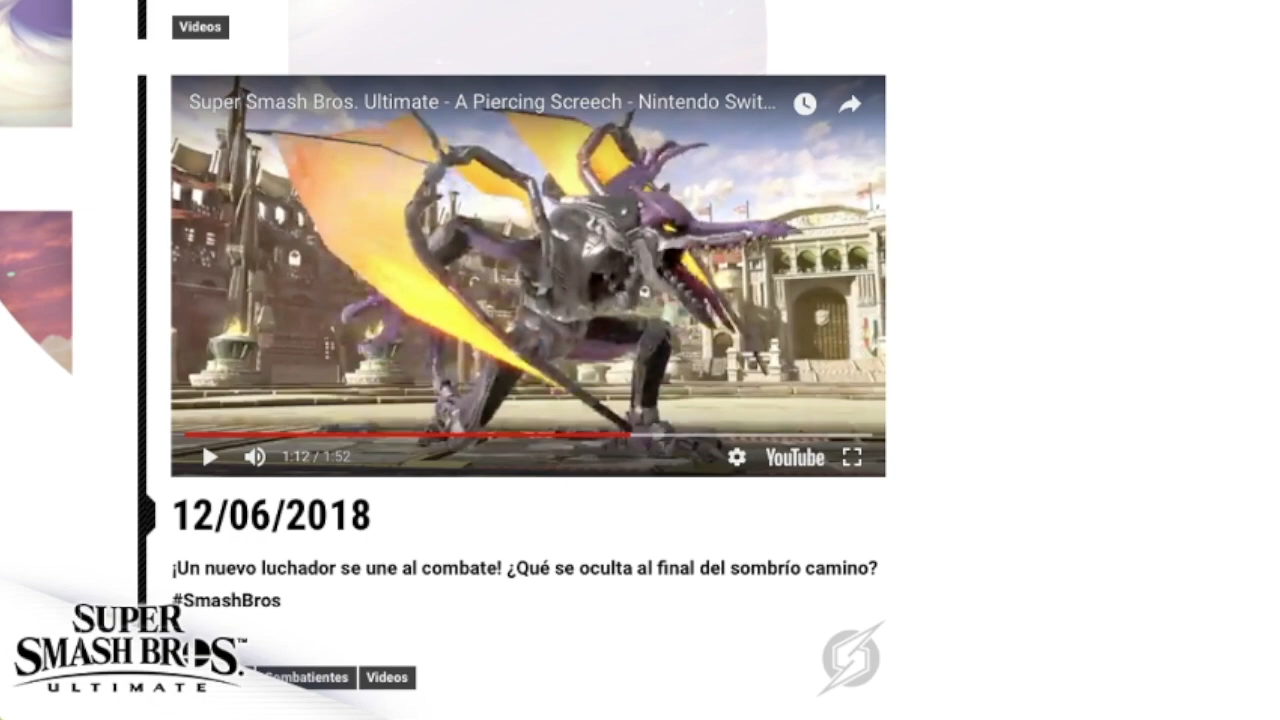 Videos
Super Smash Bros. Ultimate - A Piercing Screech - Nintendo Swit...
1:12 / 1:52
YouTube
12/06/2018
¡Un nuevo luchador se une al combate! ¿Qué se oculta al final del sombrío camino?
#SmashBros
SUPER
SMASH BROS.™
ULTIMATE
Combatientes
Videos